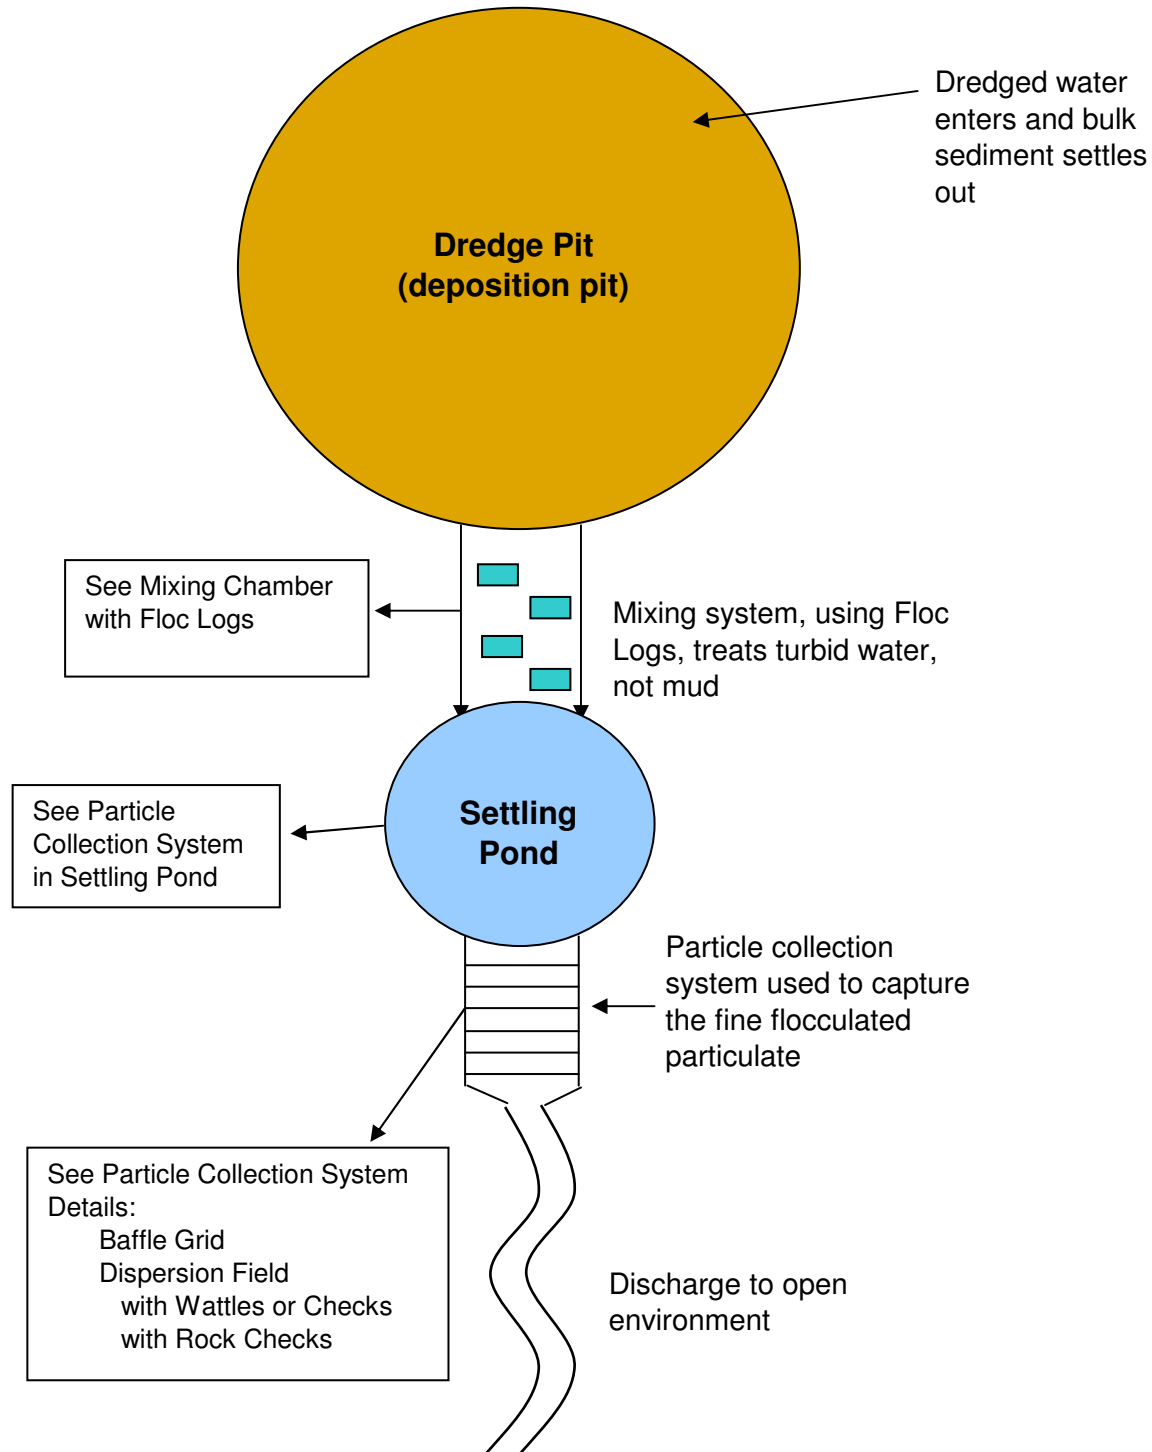 Dredged water
enters and bulk
sediment settles
out
Dredge Pit
(deposition pit)
See Mixing Chamber
with Floc Logs
Mixing system, using Floc
Logs, treats turbid water,
not mud
See Particle
Collection System
in Settling Pond
Settling
Pond
Particle collection
system used to capture
the fine flocculated
particulate
See Particle Collection System
Details:
Baffle Grid
Dispersion Field
with Wattles or Checks
with Rock Checks
Discharge to open
environment